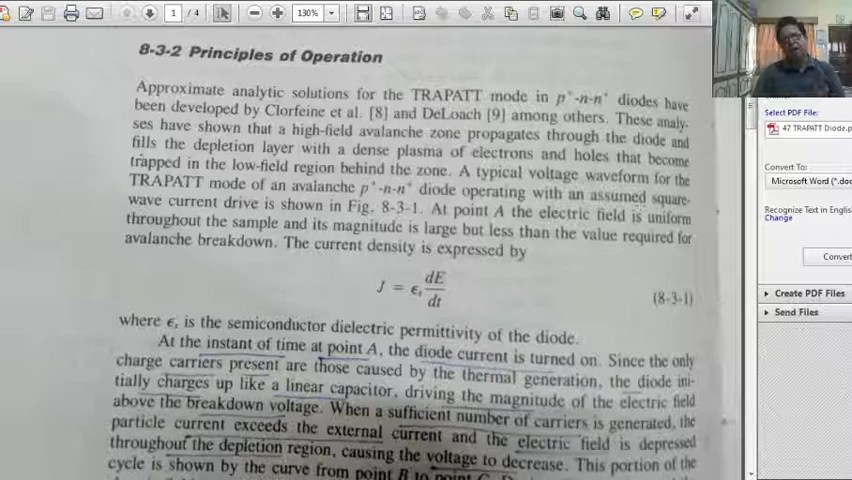 1 / 4
130%
8-3-2 Principles of Operation
Approximate analytic solutions for the TRAPATT mode in p⁺-n-n⁺ diodes have
been developed by Clorfeine et al. [8] and DeLoach [9] among others. These analy-
ses have shown that a high-field avalanche zone propagates through the diode and
fills the depletion layer with a dense plasma of electrons and holes that become
trapped in the low-field region behind the zone. A typical voltage waveform for the
TRAPATT mode of an avalanche p⁺-n-n⁺ diode operating with an assumed square-
wave current drive is shown in Fig. 8-3-1. At point A the electric field is uniform
throughout the sample and its magnitude is large but less than the value required for
avalanche breakdown. The current density is expressed by
J = εₛ dE/dt (8-3-1)
where εₛ is the semiconductor dielectric permittivity of the diode.
At the instant of time at point A, the diode current is turned on. Since the only
charge carriers present are those caused by the thermal generation, the diode ini-
tially charges up like a linear capacitor, driving the magnitude of the electric field
above the breakdown voltage. When a sufficient number of carriers is generated, the
particle current exceeds the external current and the electric field is depressed
throughout the depletion region, causing the voltage to decrease. This portion of the
cycle is shown by the curve from point B to point C.
Select PDF File:
47 TRAPATT Diode.p
Convert To:
Microsoft Word (*.doc
Recognize Text in English
Change
Convert
Create PDF Files
Send Files